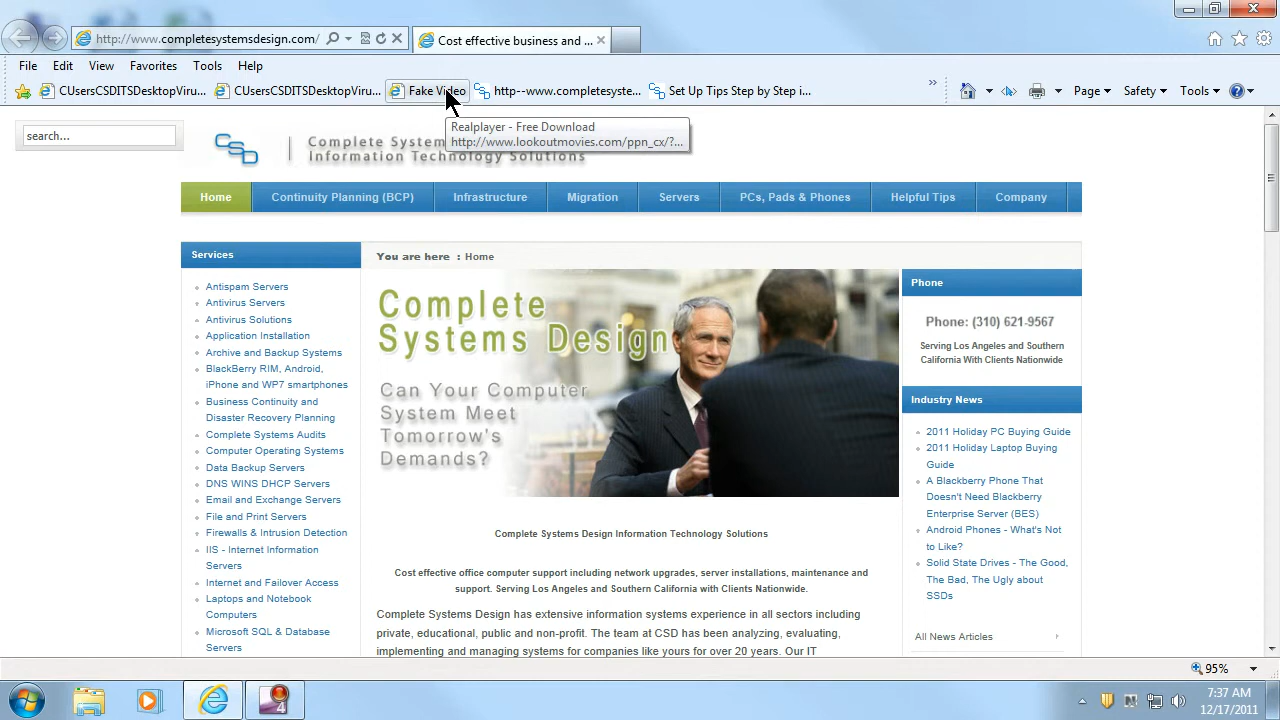 http://www.completesystemsdesign.com/
Cost effective business and ...
File Edit View Favorites Tools Help
CUsersCSDITSDesktopViru... CUsersCSDITSDesktopViru... Fake Video http--www.completesyste... Set Up Tips Step by Step i...
Page Safety Tools
Realplayer - Free Download
http://www.lookoutmovies.com/ppn_cx/?...
search...
CSD
Complete Systems
Information Technology Solutions
Home Continuity Planning (BCP) Infrastructure Migration Servers PCs, Pads & Phones Helpful Tips Company
Services
Antispam Servers
Antivirus Servers
Antivirus Solutions
Application Installation
Archive and Backup Systems
BlackBerry RIM, Android,
iPhone and WP7 smartphones
Business Continuity and
Disaster Recovery Planning
Complete Systems Audits
Computer Operating Systems
Data Backup Servers
DNS WINS DHCP Servers
Email and Exchange Servers
File and Print Servers
Firewalls & Intrusion Detection
IIS - Internet Information
Servers
Internet and Failover Access
Laptops and Notebook
Computers
Microsoft SQL & Database
Servers
You are here : Home
Complete
Systems Design
Can Your Computer
System Meet
Tomorrow's
Demands?
Complete Systems Design Information Technology Solutions
Cost effective office computer support including network upgrades, server installations, maintenance and
support. Serving Los Angeles and Southern California with Clients Nationwide.
Complete Systems Design has extensive information systems experience in all sectors including
private, educational, public and non-profit. The team at CSD has been analyzing, evaluating,
implementing and managing systems for companies like yours for over 20 years. Our IT
Phone
Phone: (310) 621-9567
Serving Los Angeles and Southern
California With Clients Nationwide
Industry News
2011 Holiday PC Buying Guide
2011 Holiday Laptop Buying
Guide
A Blackberry Phone That
Doesn't Need Blackberry
Enterprise Server (BES)
Android Phones - What's Not
to Like?
Solid State Drives - The Good,
The Bad, The Ugly about
SSDs
All News Articles
95%
4
7:37 AM
12/17/2011